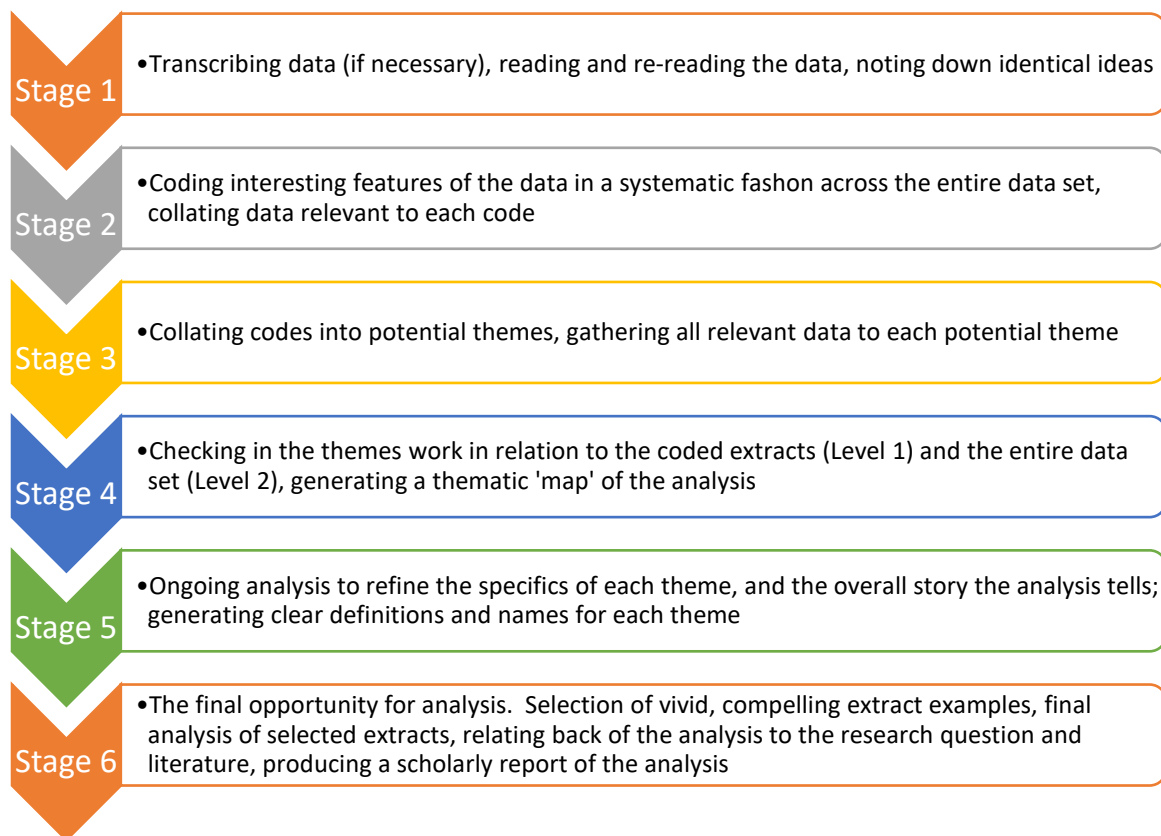 Stage 1
•Transcribing data (if necessary), reading and re-reading the data, noting down identical ideas
Stage 2
•Coding interesting features of the data in a systematic fashon across the entire data set,
collating data relevant to each code
Stage 3
•Collating codes into potential themes, gathering all relevant data to each potential theme
Stage 4
•Checking in the themes work in relation to the coded extracts (Level 1) and the entire data
set (Level 2), generating a thematic 'map' of the analysis
Stage 5
•Ongoing analysis to refine the specifics of each theme, and the overall story the analysis tells;
generating clear definitions and names for each theme
Stage 6
•The final opportunity for analysis.  Selection of vivid, compelling extract examples, final
analysis of selected extracts, relating back of the analysis to the research question and
literature, producing a scholarly report of the analysis